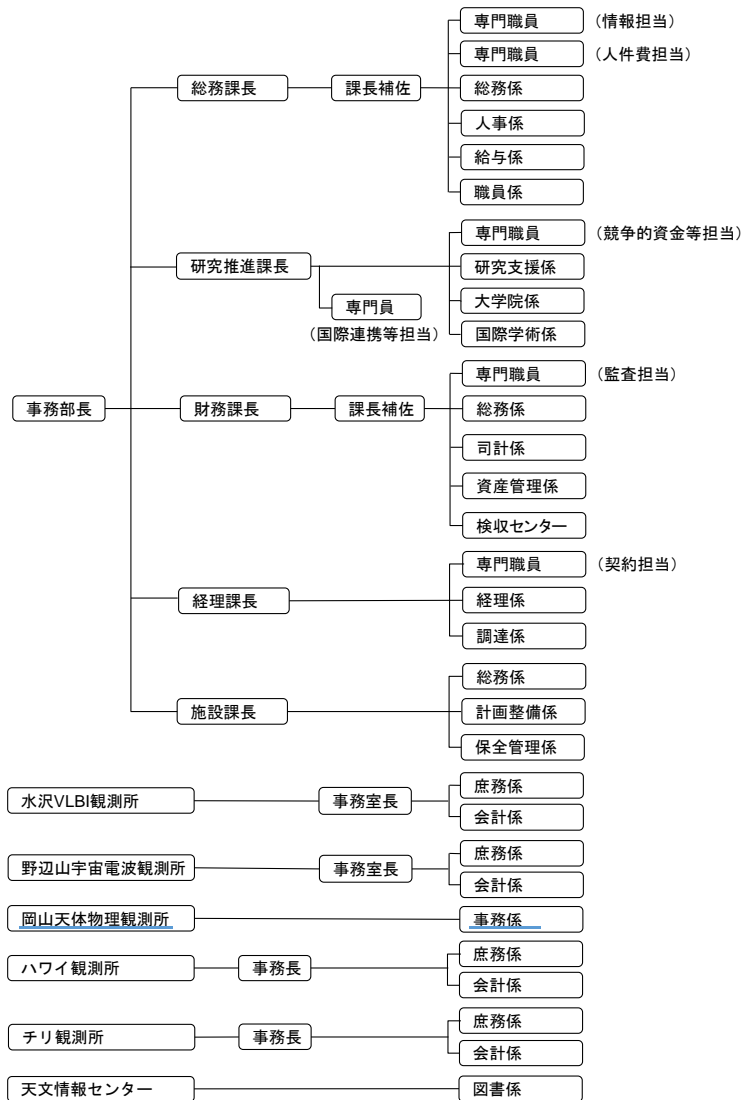 専門職員 （情報担当）
専門職員 （人件費担当）
総務課長 課長補佐 総務係
人事係
給与係
職員係
専門職員 （競争的資金等担当）
研究推進課長 研究支援係
専門員 大学院係
（国際連携等担当） 国際学術係
専門職員 （監査担当）
事務部長 財務課長 課長補佐 総務係
司計係
資産管理係
検収センター
専門職員 （契約担当）
経理課長 経理係
調達係
総務係
施設課長 計画整備係
保全管理係
庶務係
水沢VLBI観測所 事務室長
会計係
庶務係
野辺山宇宙電波観測所 事務室長
会計係
岡山天体物理観測所 事務係
庶務係
ハワイ観測所 事務長
会計係
庶務係
チリ観測所 事務長
会計係
天文情報センター 図書係